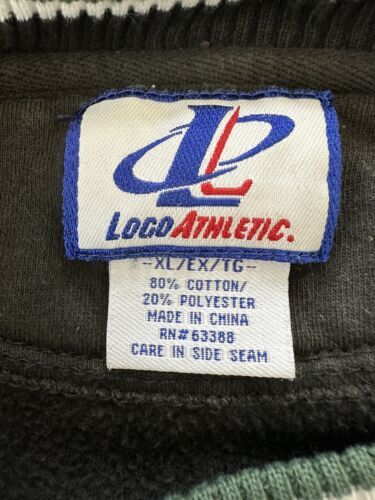 LOGO ATHLETIC.
--XL/EX/TG--
80% COTTON/
20% POLYESTER
MADE IN CHINA
RN#63388
CARE IN SIDE SEAM